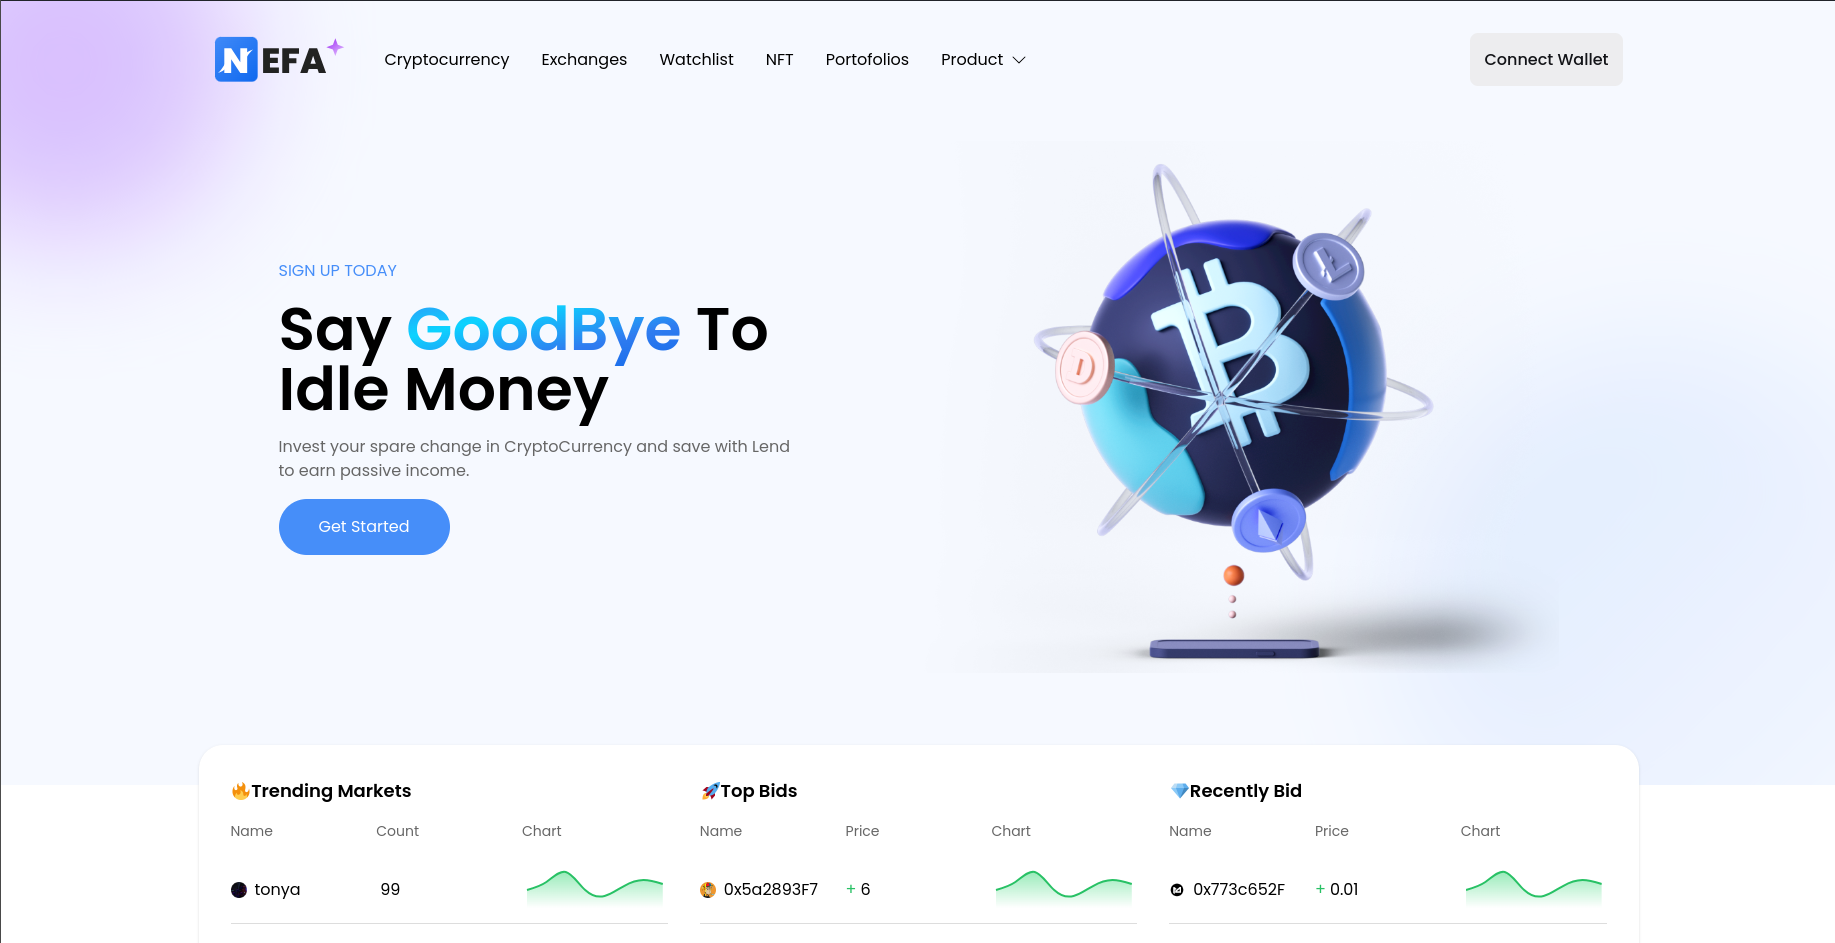 NEFA
Cryptocurrency Exchanges Watchlist NFT Portofolios Product
Connect Wallet
SIGN UP TODAY
Say GoodBye To
Idle Money
Invest your spare change in CryptoCurrency and save with Lend
to earn passive income.
Get Started
Trending Markets
Name Count Chart
tonya 99
Top Bids
Name Price Chart
0x5a2893F7 + 6
Recently Bid
Name Price Chart
0x773c652F + 0.01